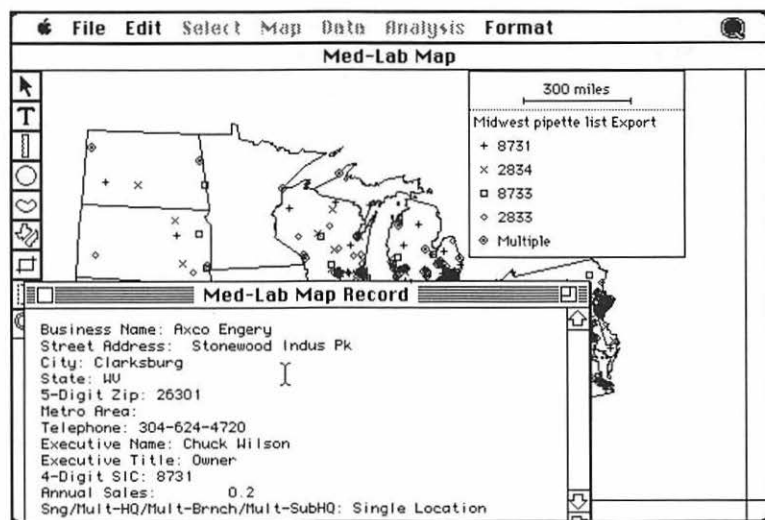 File Edit Select Map Data Analysis Format
Med-Lab Map
T
300 miles
Midwest pipette list Export
8731
2834
8733
2833
Multiple
Med-Lab Map Record
Business Name: Axco Engery
Street Address: Stonewood Indus Pk
City: Clarksburg
State: WV
5-Digit Zip: 26301
Metro Area:
Telephone: 304-624-4720
Executive Name: Chuck Wilson
Executive Title: Owner
4-Digit SIC: 8731
Annual Sales: 0.2
Sng/Mult-HQ/Mult-Brnch/Mult-SubHQ: Single Location